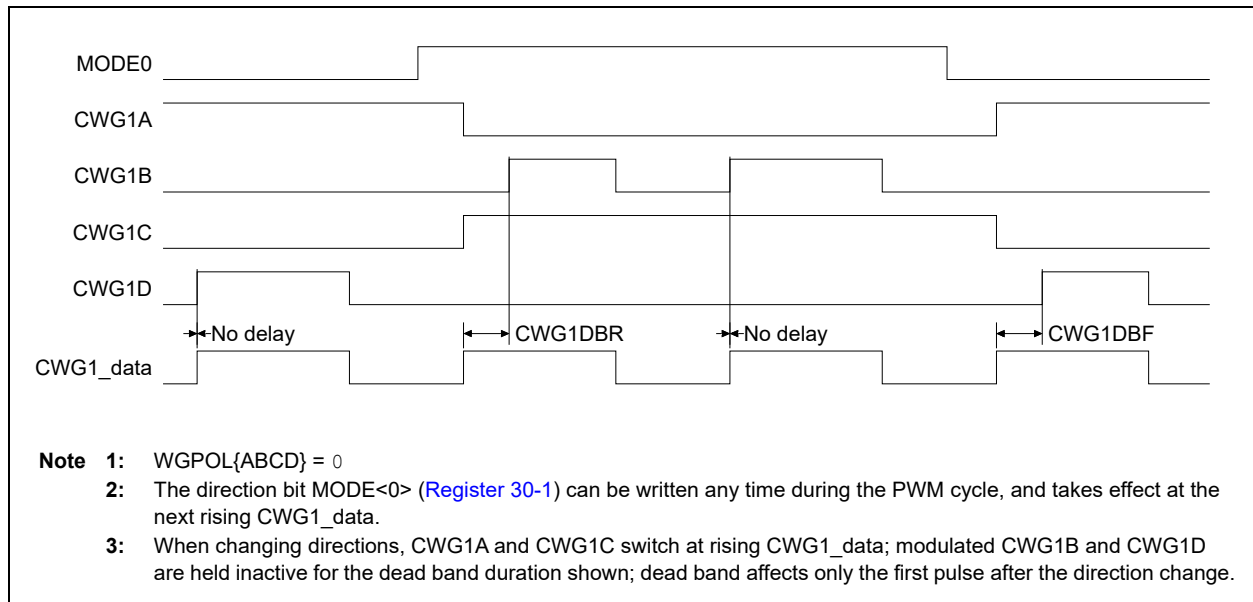 MODE0
CWG1A
CWG1B
CWG1C
CWG1D
No delay CWG1DBR No delay CWG1DBF
CWG1_data
Note 1: WGPOL{ABCD} = 0
2: The direction bit MODE<0> (Register 30-1) can be written any time during the PWM cycle, and takes effect at the
next rising CWG1_data.
3: When changing directions, CWG1A and CWG1C switch at rising CWG1_data; modulated CWG1B and CWG1D
are held inactive for the dead band duration shown; dead band affects only the first pulse after the direction change.